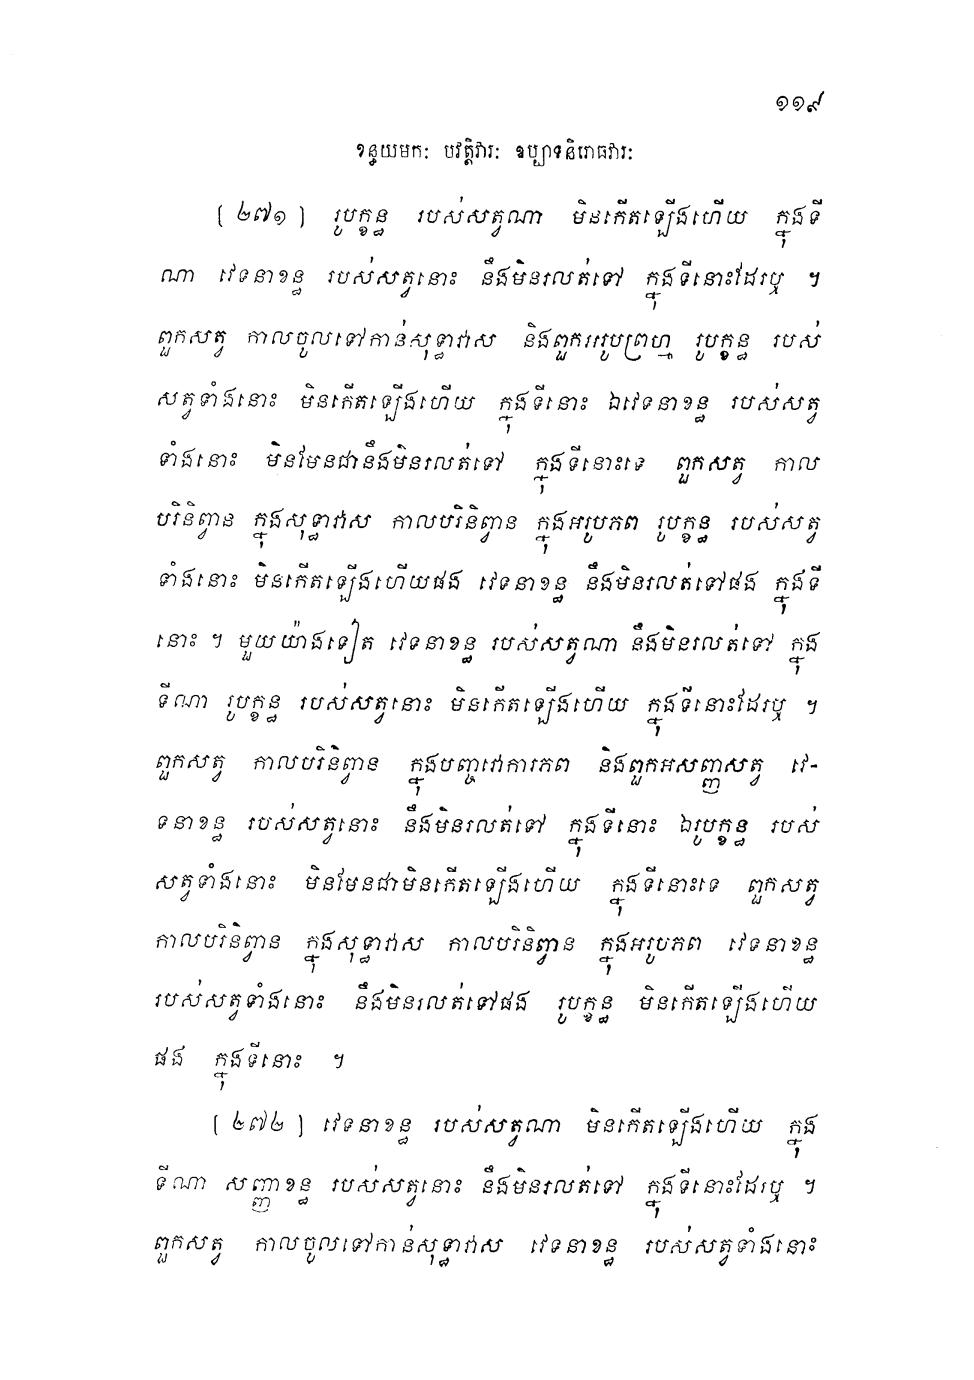 ១១៩
ខន្ធយមកៈ បវត្តិវារៈ ឧប្បាទនិរោធវារៈ
[ ២៧១ ] រូបក្ខន្ធ របស់សត្វណា មិនកើតឡើងហើយ ក្នុងទី
ណា វេទនាខន្ធ របស់សត្វនោះ នឹងមិនរលត់ទៅ ក្នុងទីនោះដែរឬ ។
ពួកសត្វ កាលចូលទៅកាន់សុទ្ធាវាស និងពួកអរូបព្រហ្ម រូបក្ខន្ធ របស់
សត្វទាំងនោះ មិនកើតឡើងហើយ ក្នុងទីនោះ ឯវេទនាខន្ធ របស់សត្វ
ទាំងនោះ មិនមែនជានឹងមិនរលត់ទៅ ក្នុងទីនោះទេ ពួកសត្វ កាល
បរិនិព្វាន ក្នុងសុទ្ធាវាស កាលបរិនិព្វាន ក្នុងអរូបភព រូបក្ខន្ធ របស់សត្វ
ទាំងនោះ មិនកើតឡើងហើយផង វេទនាខន្ធ នឹងមិនរលត់ទៅផង ក្នុងទី
នោះ ។ មួយយ៉ាងទៀត វេទនាខន្ធ របស់សត្វណា នឹងមិនរលត់ទៅ ក្នុង
ទីណា រូបក្ខន្ធ របស់សត្វនោះ មិនកើតឡើងហើយ ក្នុងទីនោះដែរឬ ។
ពួកសត្វ កាលបរិនិព្វាន ក្នុងបញ្ចវោការភព និងពួកអសញ្ញសត្វ វេ-
ទនាខន្ធ របស់សត្វនោះ នឹងមិនរលត់ទៅ ក្នុងទីនោះ ឯរូបក្ខន្ធ របស់
សត្វទាំងនោះ មិនមែនជាមិនកើតឡើងហើយ ក្នុងទីនោះទេ ពួកសត្វ
កាលបរិនិព្វាន ក្នុងសុទ្ធាវាស កាលបរិនិព្វាន ក្នុងអរូបភព វេទនាខន្ធ
របស់សត្វទាំងនោះ នឹងមិនរលត់ទៅផង រូបក្ខន្ធ មិនកើតឡើងហើយ
ផង ក្នុងទីនោះ ។
[ ២៧២ ] វេទនាខន្ធ របស់សត្វណា មិនកើតឡើងហើយ ក្នុង
ទីណា សញ្ញាខន្ធ របស់សត្វនោះ នឹងមិនរលត់ទៅ ក្នុងទីនោះដែរឬ ។
ពួកសត្វ កាលចូលទៅកាន់សុទ្ធាវាស វេទនាខន្ធ របស់សត្វទាំងនោះ